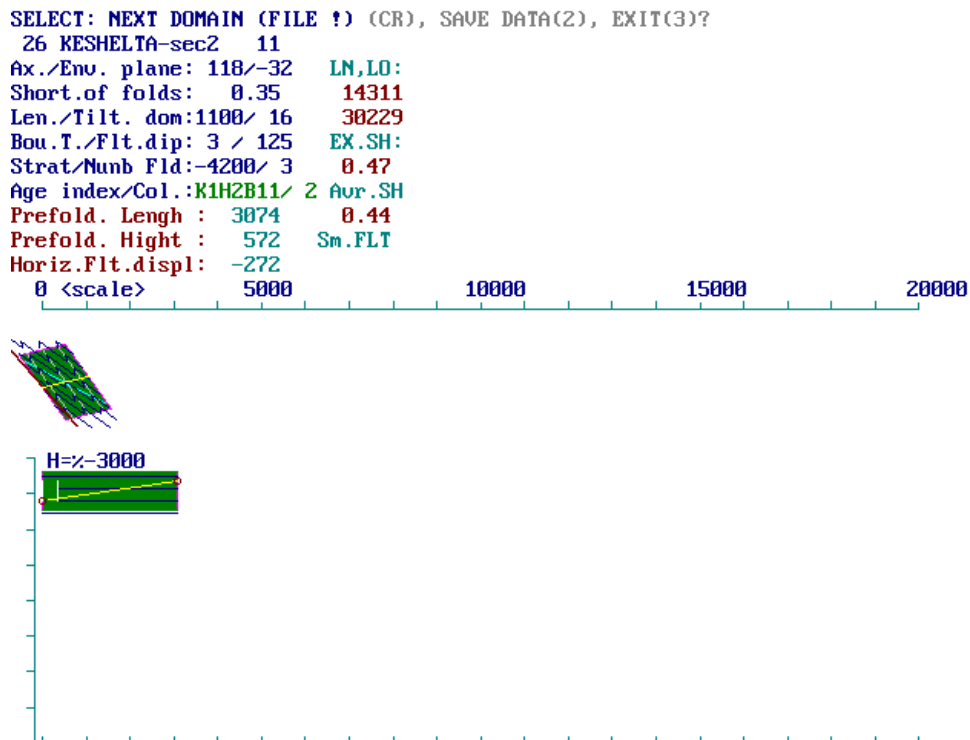 SELECT: NEXT DOMAIN (FILE !) (CR), SAVE DATA(2), EXIT(3)?
26 KESHELTA-sec2 11
Ax./Env. plane: 118/-32 LN,LO:
Short.of folds: 0.35 14311
Len./Tilt. dom:1100/ 16 30229
Bou.T./Flt.dip: 3 / 125 EX.SH:
Strat/Nunb Fld:-4200/ 3 0.47
Age index/Col.:K1H2B11/ 2 Avr.SH
Prefold. Lengh : 3074 0.44
Prefold. Hight : 572 Sm.FLT
Horiz.Flt.displ: -272
0 <scale> 5000 10000 15000 20000
H=%-3000